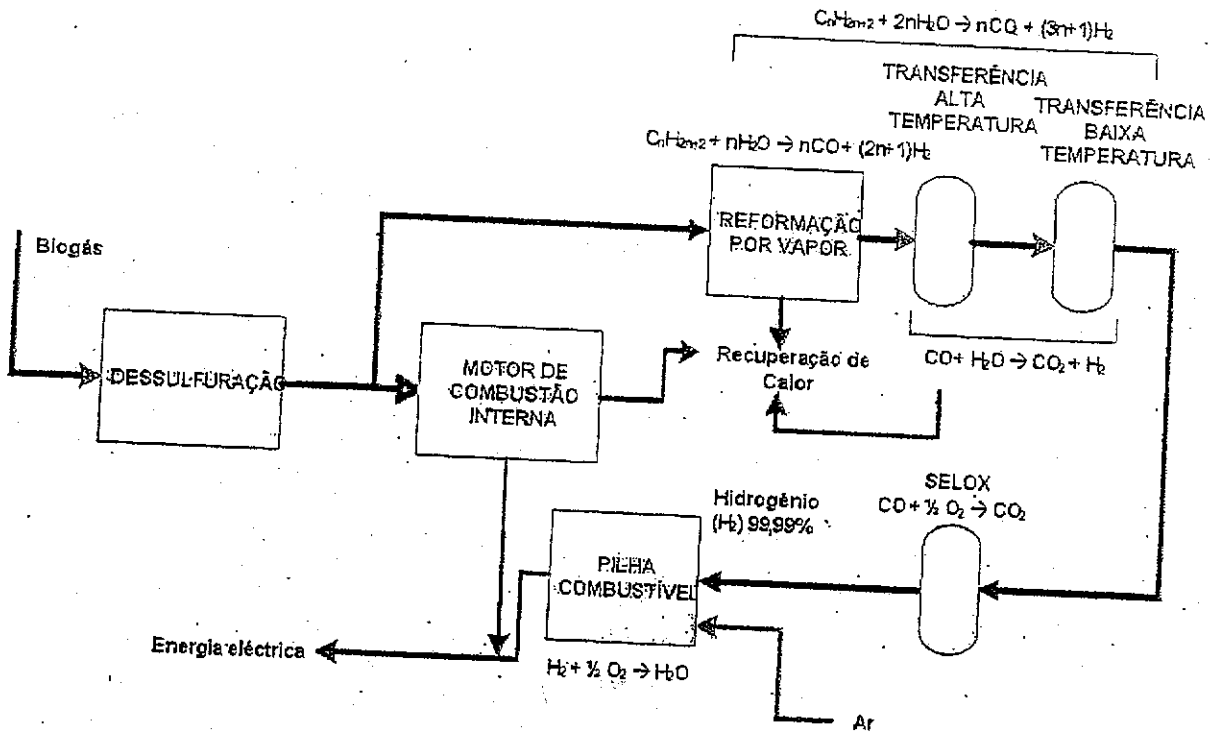 CₙH₂ₙ₊₂ + 2nH₂O → nCO₂ + (3n+1)H₂
TRANSFERÊNCIA
ALTA
TEMPERATURA
TRANSFERÊNCIA
BAIXA
TEMPERATURA
CₙH₂ₙ₊₂ + nH₂O → nCO + (2n+1)H₂
REFORMAÇÃO
POR VAPOR
Biogás
DESSULFURAÇÃO
MOTOR DE
COMBUSTÃO
INTERNA
Recuperação de
Calor
CO + H₂O → CO₂ + H₂
SELOX
CO + ½ O₂ → CO₂
Hidrogénio
(H₂) 99,99%
PILHA
COMBUSTÍVEL
Energia eléctrica
H₂ + ½ O₂ → H₂O
Ar